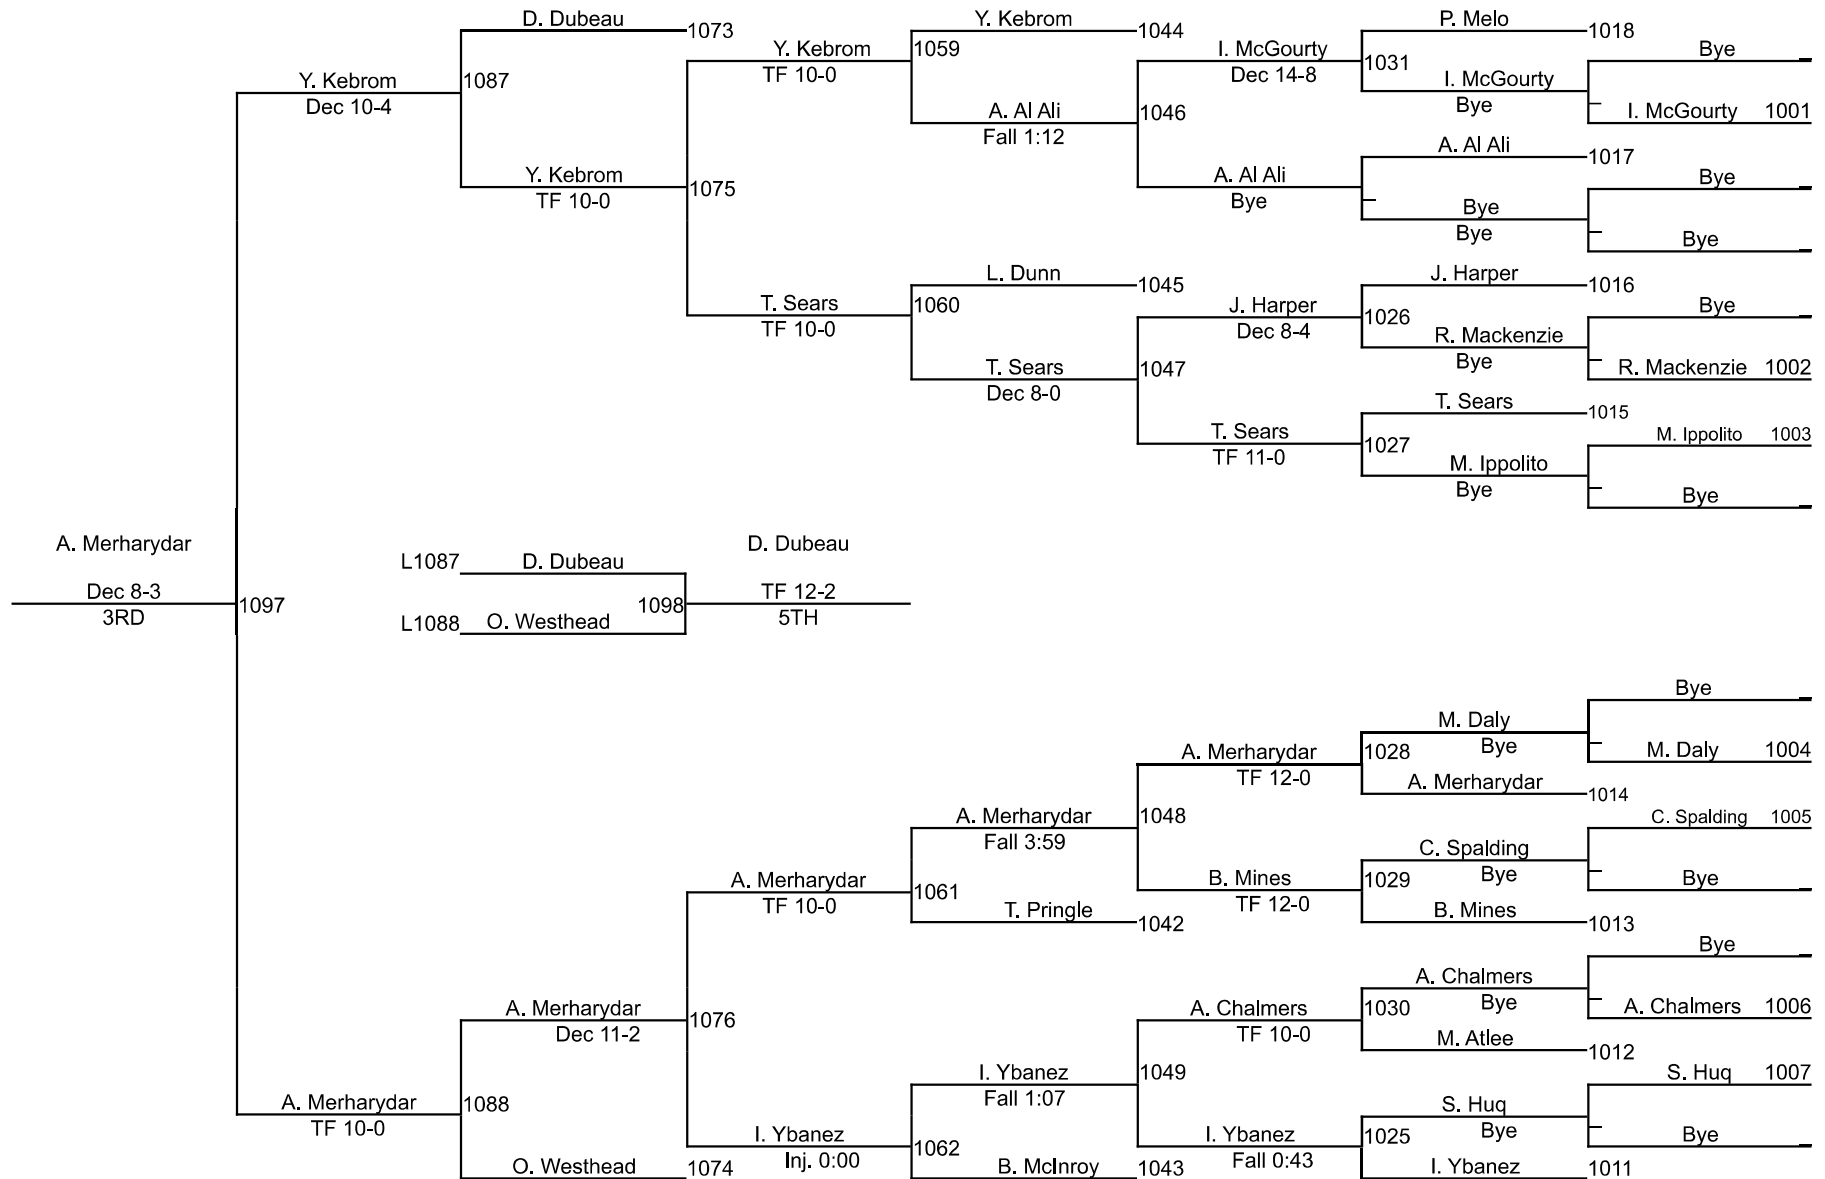 D. Dubeau 1073
Y. Kebrom 1044
P. Melo 1018
Y. Kebrom 1059
TF 10-0
I. McGourty
Dec 14-8
1031
Bye
Y. Kebrom 1087
Dec 10-4
I. McGourty
Bye
A. Al Ali 1046
Fall 1:12
I. McGourty 1001
A. Al Ali 1017
Y. Kebrom 1075
TF 10-0
A. Al Ali
Bye
Bye
Bye
Bye
Bye
L. Dunn 1045
J. Harper 1016
T. Sears 1060
TF 10-0
J. Harper 1026
Dec 8-4
Bye
R. Mackenzie
Bye
T. Sears 1047
Dec 8-0
R. Mackenzie 1002
T. Sears 1015
T. Sears 1027
TF 11-0
M. Ippolito 1003
M. Ippolito
Bye
Bye
A. Merharydar
Dec 8-3
3RD
1097
L1087 D. Dubeau
L1088 O. Westhead
1098
D. Dubeau
TF 12-2
5TH
Bye
M. Daly
Bye
A. Merharydar 1028
TF 12-0
M. Daly 1004
A. Merharydar 1014
A. Merharydar 1048
Fall 3:59
C. Spalding 1005
C. Spalding
Bye
A. Merharydar 1061
TF 10-0
B. Mines 1029
TF 12-0
Bye
T. Pringle 1042
B. Mines 1013
Bye
A. Chalmers
Bye
A. Merharydar 1076
Dec 11-2
A. Chalmers 1030
TF 10-0
A. Chalmers 1006
M. Atlee 1012
I. Ybanez 1049
Fall 1:07
S. Huq 1007
A. Merharydar 1088
TF 10-0
S. Huq
Bye
I. Ybanez 1062
Inj. 0:00
I. Ybanez 1025
Fall 0:43
Bye
O. Westhead 1074
B. McInroy 1043
I. Ybanez 1011